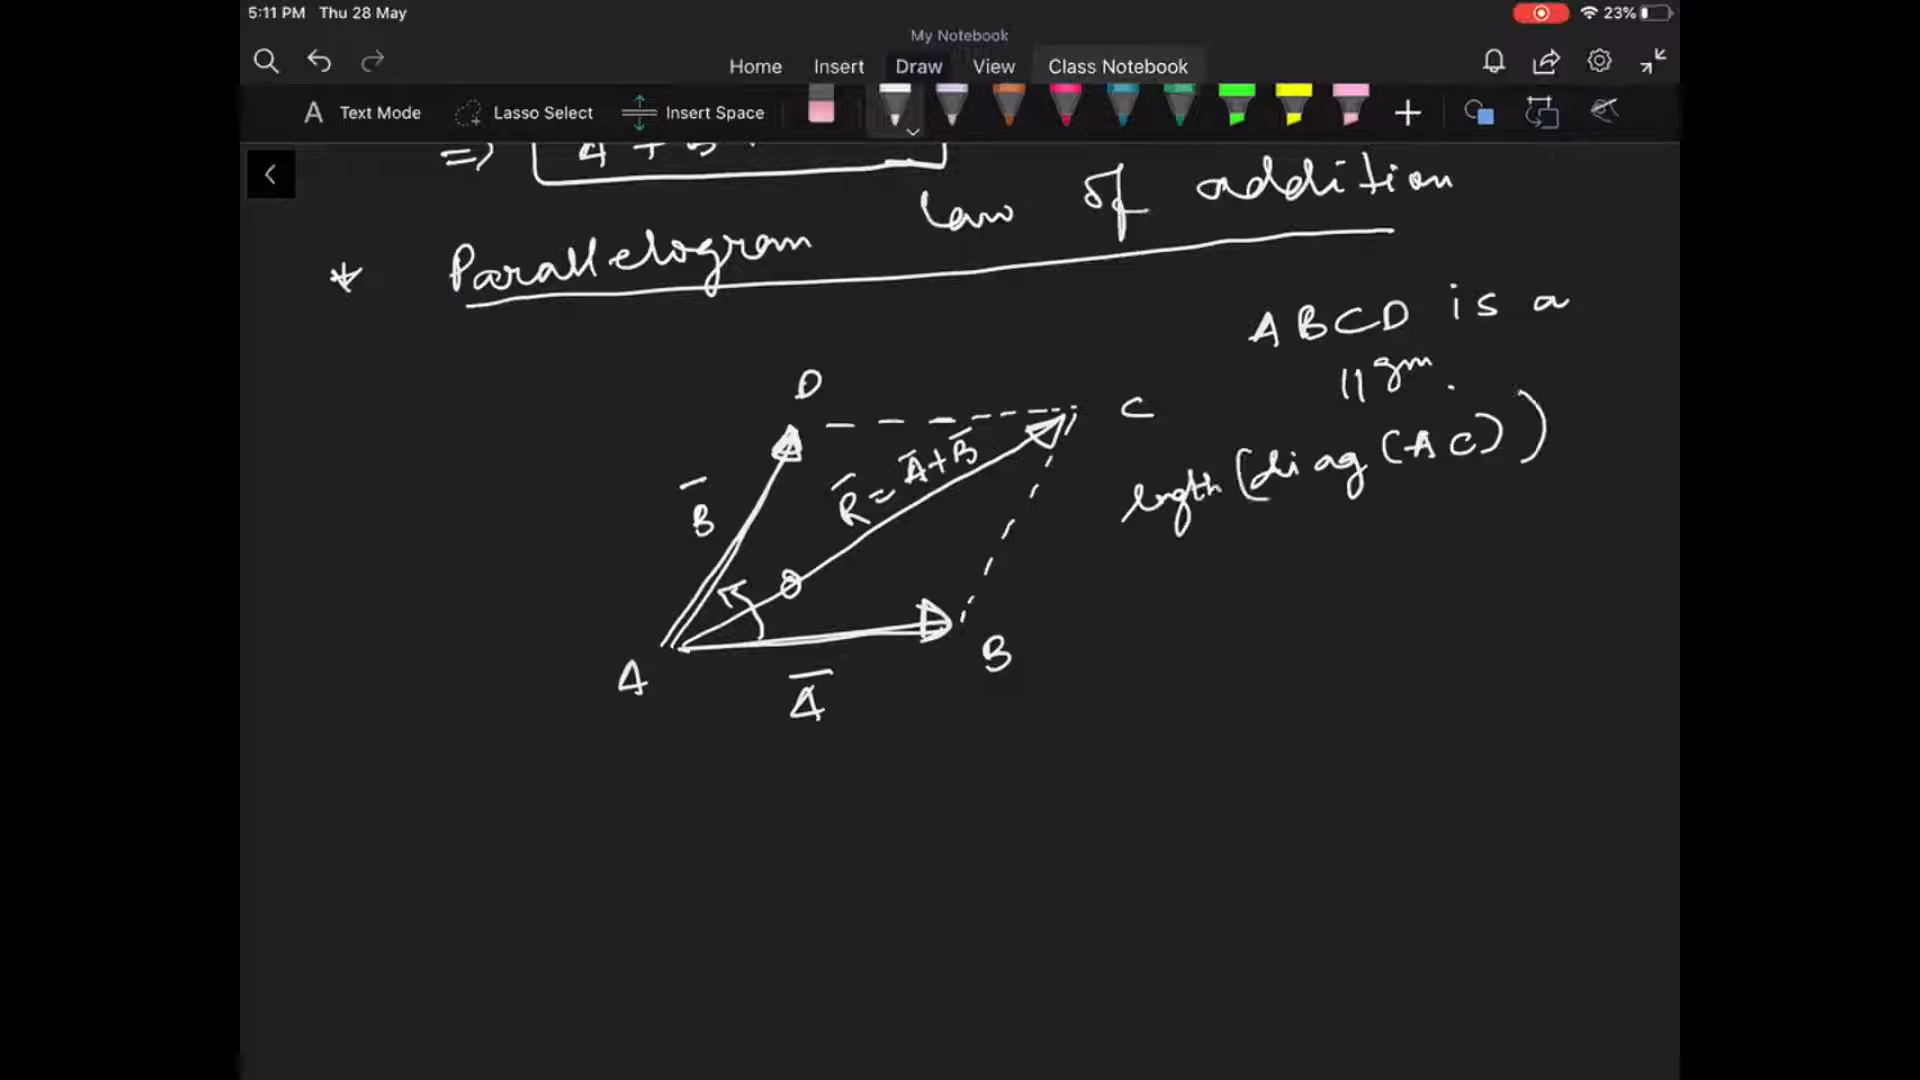 5:11 PM Thu 28 May
23%
My Notebook
Home Insert Draw View Class Notebook
A Text Mode Lasso Select Insert Space
=> A + B
* Parallelogram law of addition
ABCD is a
||gm.
D
C
B̅
R̅ = A̅+B̅
length (diag (AC))
θ
A
B
A̅